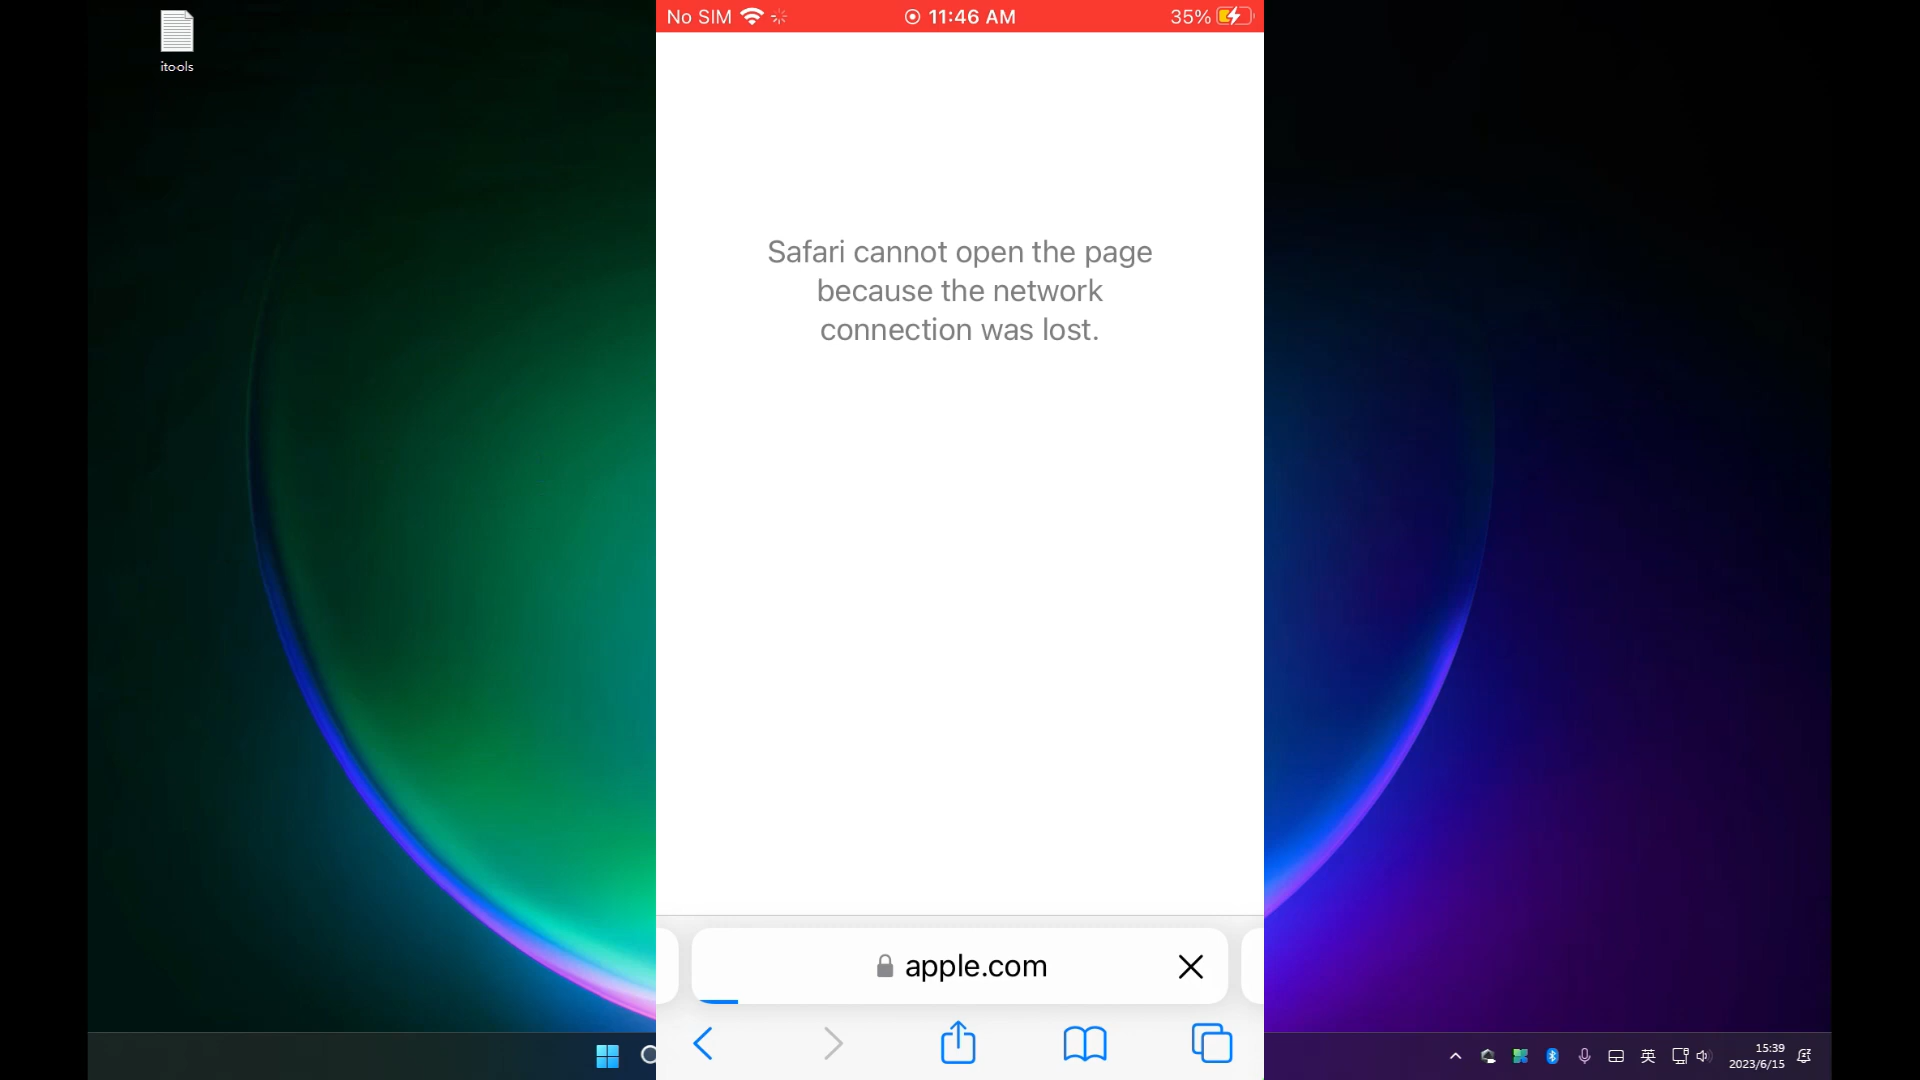 itools
No SIM 11:46 AM 35%
Safari cannot open the page
because the network
connection was lost.
apple.com
英
15:39
2023/6/15